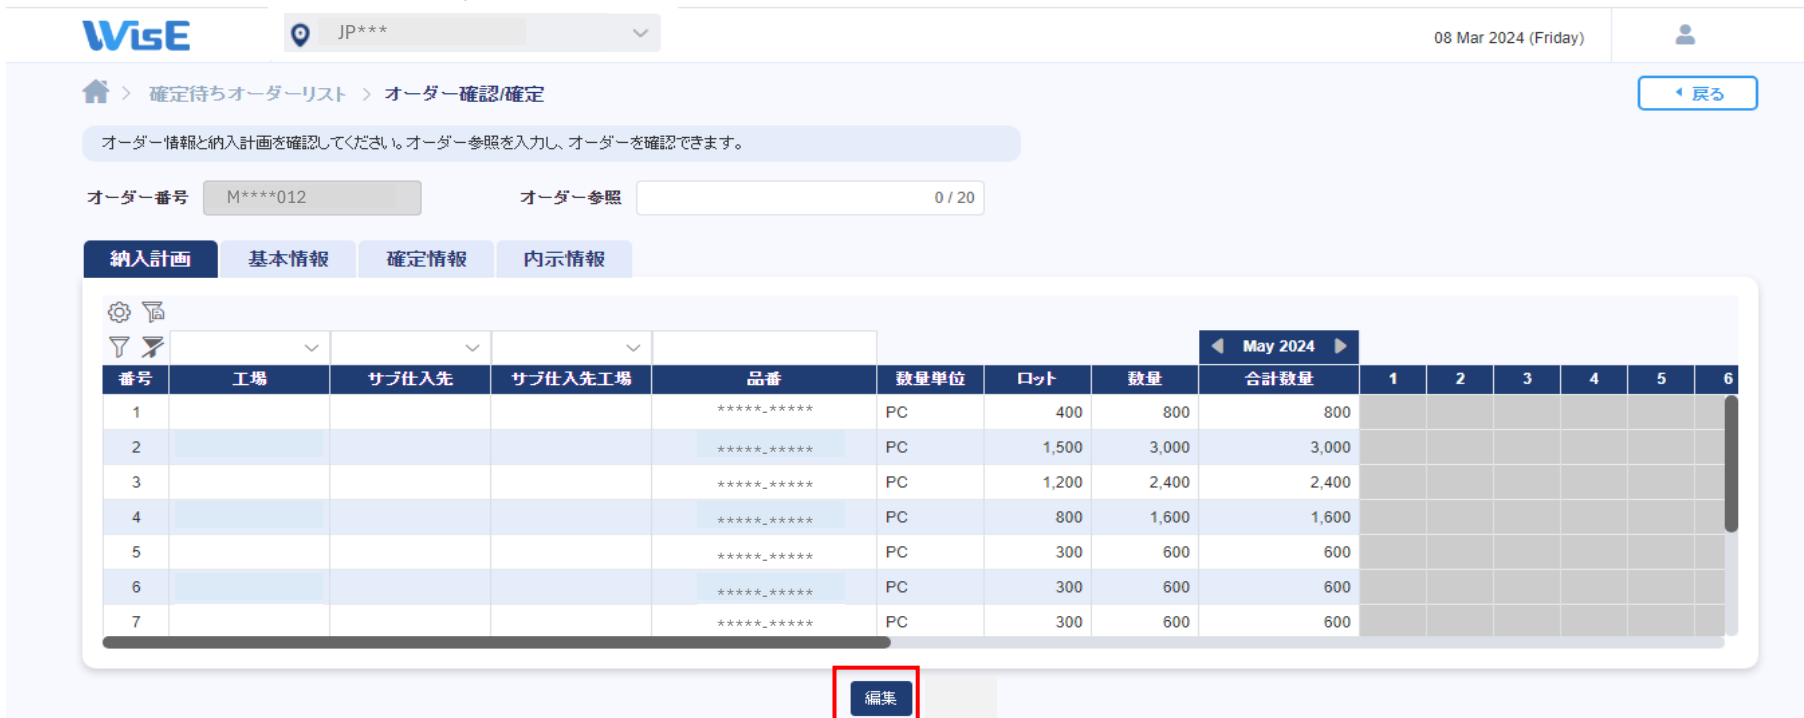 WisE
JP***
08 Mar 2024 (Friday)
> 確定待ちオーダーリスト > オーダー確認/確定
戻る
オーダー情報と納入計画を確認してください。オーダー参照を入力し、オーダーを確認できます。
オーダー番号 M****012 オーダー参照 0 / 20
納入計画 基本情報 確定情報 内示情報
May 2024
番号 工場 サブ仕入先 サブ仕入先工場 品番 数量単位 ロット 数量 合計数量 1 2 3 4 5 6
1 *****-***** PC 400 800 800
2 *****-***** PC 1,500 3,000 3,000
3 *****-***** PC 1,200 2,400 2,400
4 *****-***** PC 800 1,600 1,600
5 *****-***** PC 300 600 600
6 *****-***** PC 300 600 600
7 *****-***** PC 300 600 600
編集